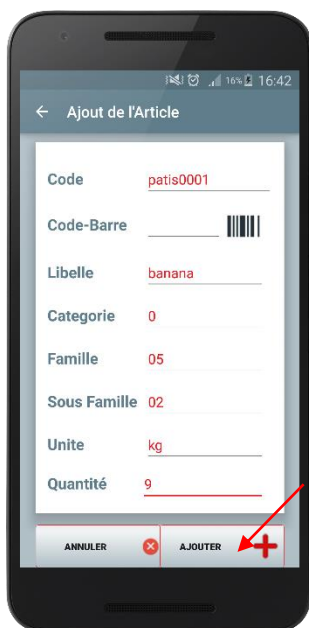 16% 16:42
← Ajout de l'Article
Code patis0001
Code-Barre
Libelle banana
Categorie 0
Famille 05
Sous Famille 02
Unite kg
Quantité 9
ANNULER AJOUTER